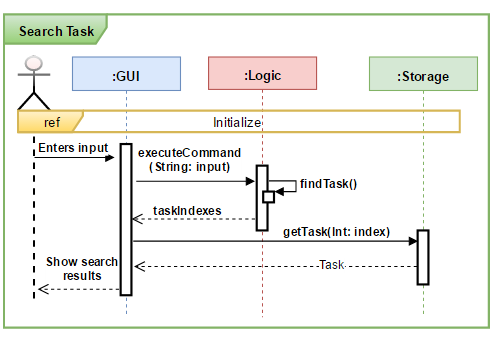 Search Task
:GUI
:Logic
:Storage
ref
Initialize
Enters input
executeCommand
(String: input)
findTask()
taskIndexes
getTask(Int: index)
Task
Show search
results